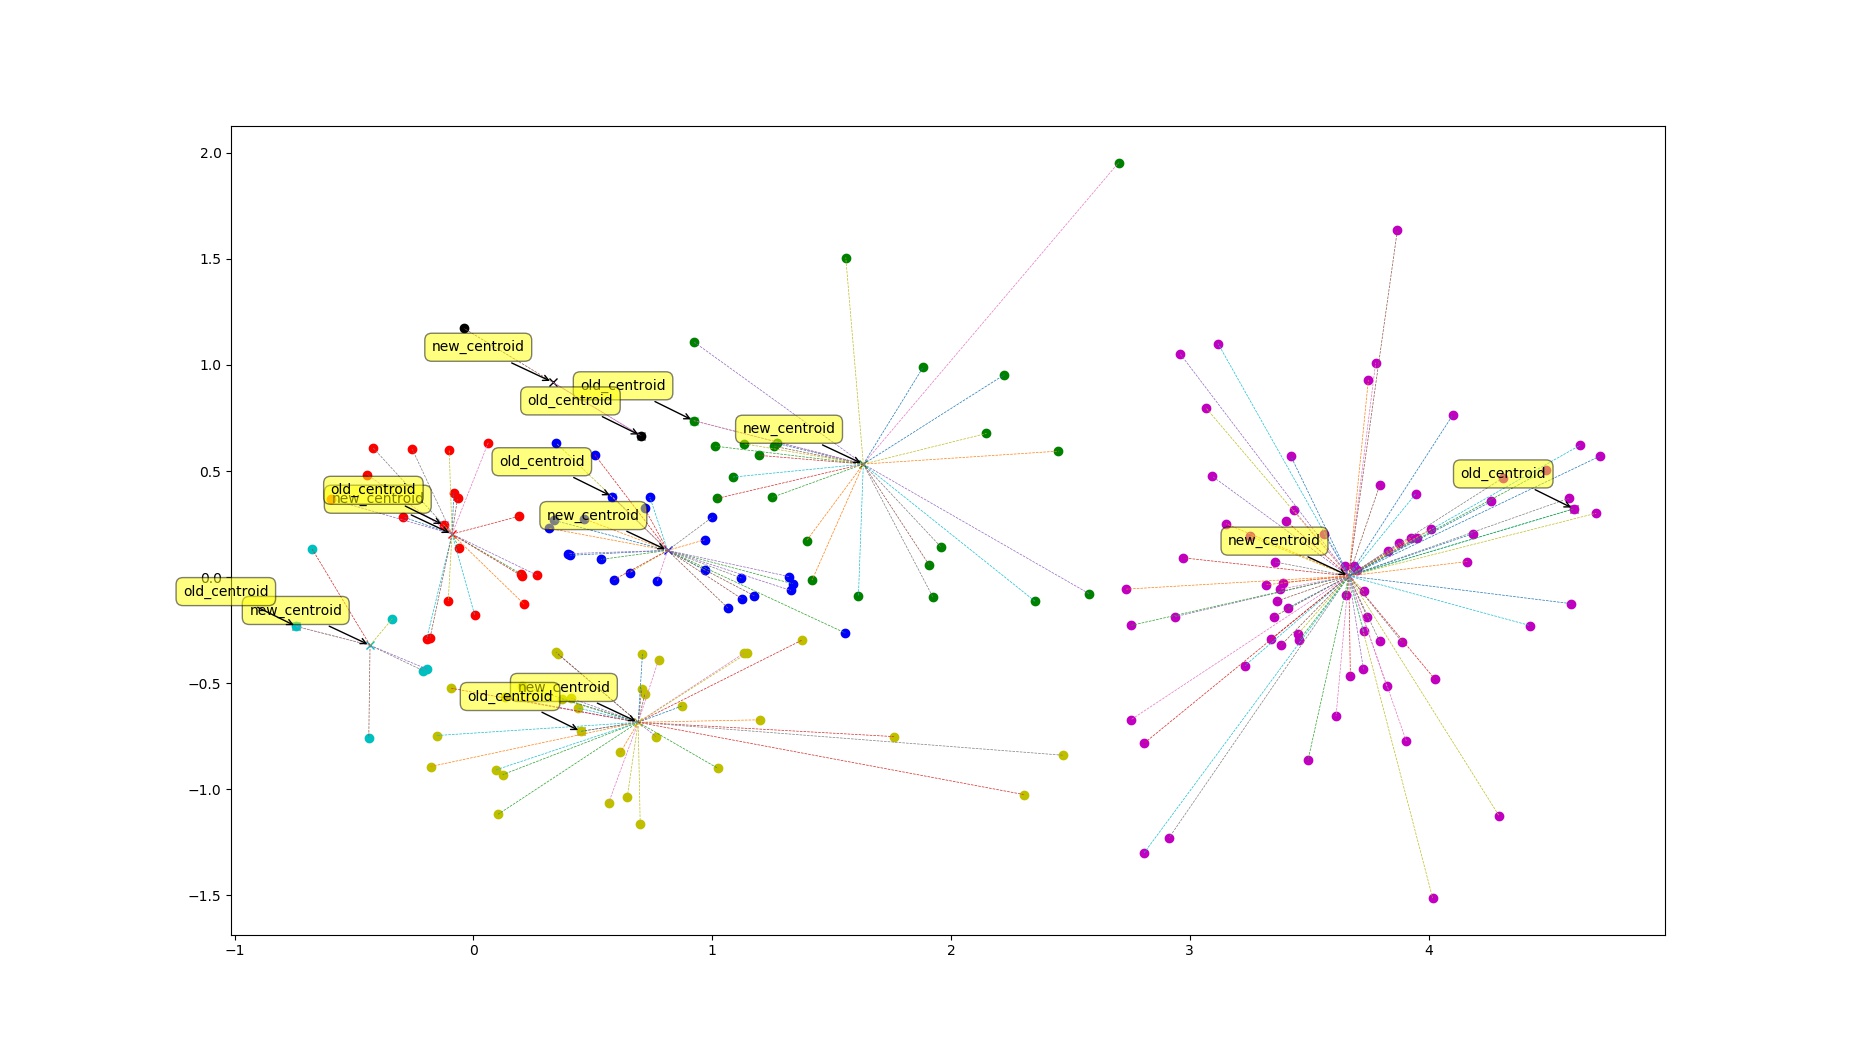 2.0
1.5
new_centroid
1.0
old_centroid
old_centroid
new_centroid
old_centroid
0.5
old_centroid
old_centroid
new_centroid
new_centroid
new_centroid
0.0
old_centroid
new_centroid
−0.5
new_centroid
old_centroid
−1.0
−1.5
−1 0 1 2 3 4